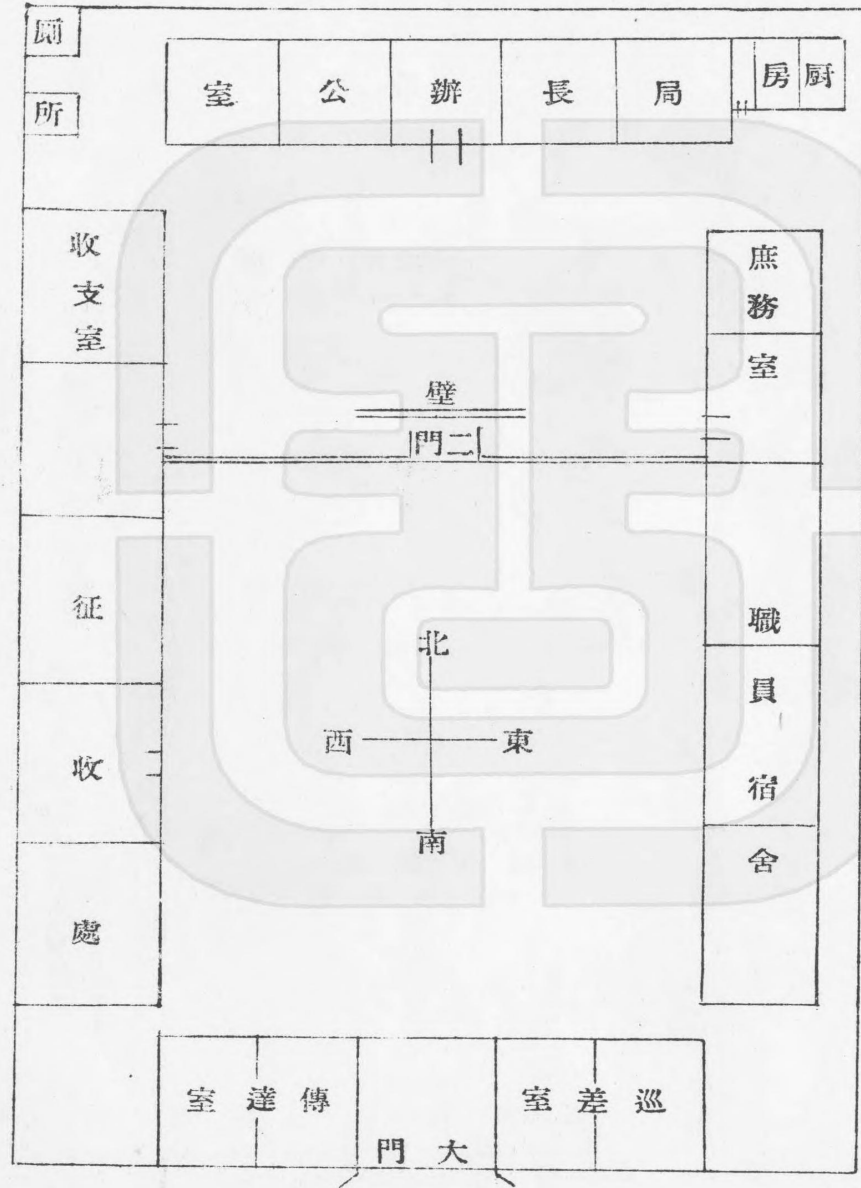 廁所
局長辦公室
厨房
收支室
庶務室
壁
二門
征收處
職員宿舍
北
西 東
南
傳達室
巡差室
大門